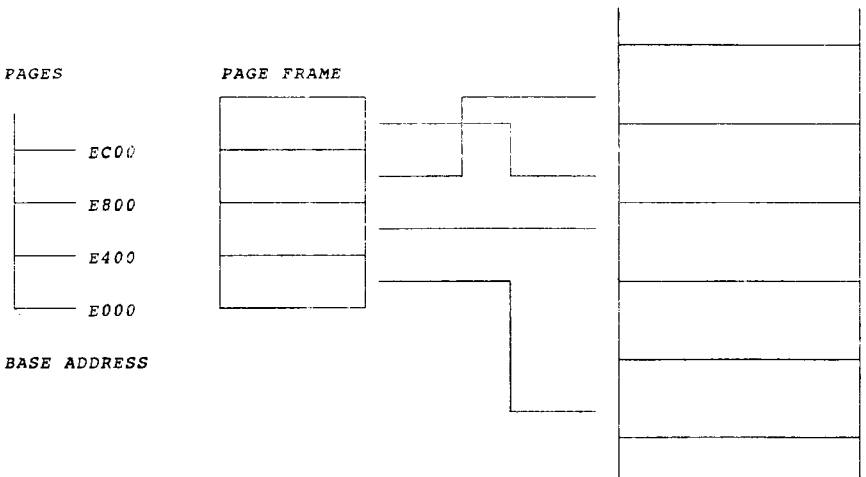 PAGES
PAGE FRAME
EC00
E800
E400
E000
BASE ADDRESS